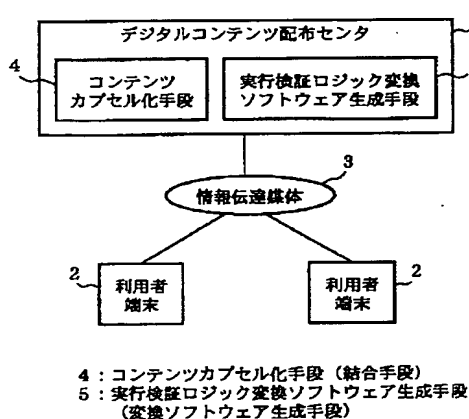 デジタルコンテンツ配布センタ
4
コンテンツ
カプセル化手段
実行検証ロジック変換
ソフトウェア生成手段
3
情報伝達媒体
2
利用者
端末
2
利用者
端末
4：コンテンツカプセル化手段（結合手段）
5：実行検証ロジック変換ソフトウェア生成手段
（変換ソフトウェア生成手段）